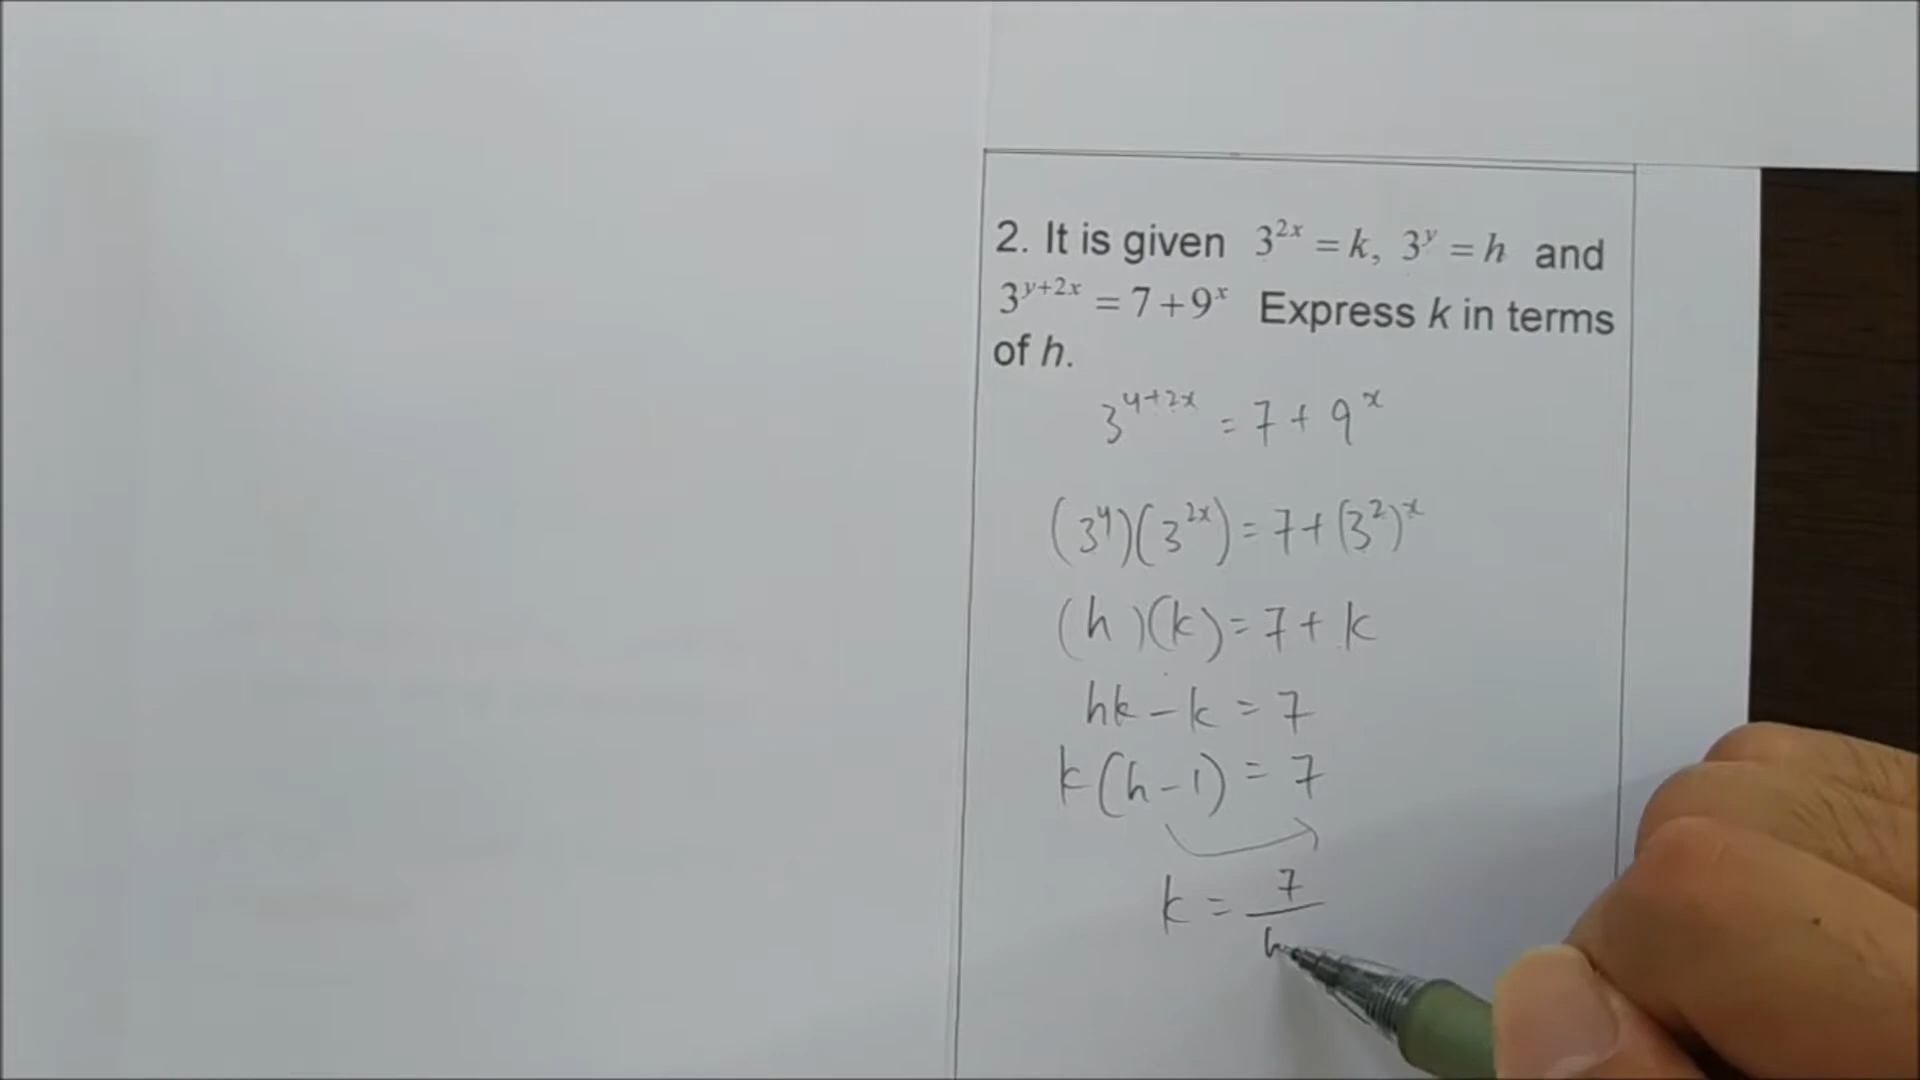 2. It is given 3^{2x} = k, 3^y = h and
3^{y+2x} = 7+9^x Express k in terms
of h.
3^{y+2x} = 7 + 9^x
(3^y)(3^{2x}) = 7 + (3^2)^x
(h)(k) = 7 + k
hk - k = 7
k(h-1) = 7
k = 7/h